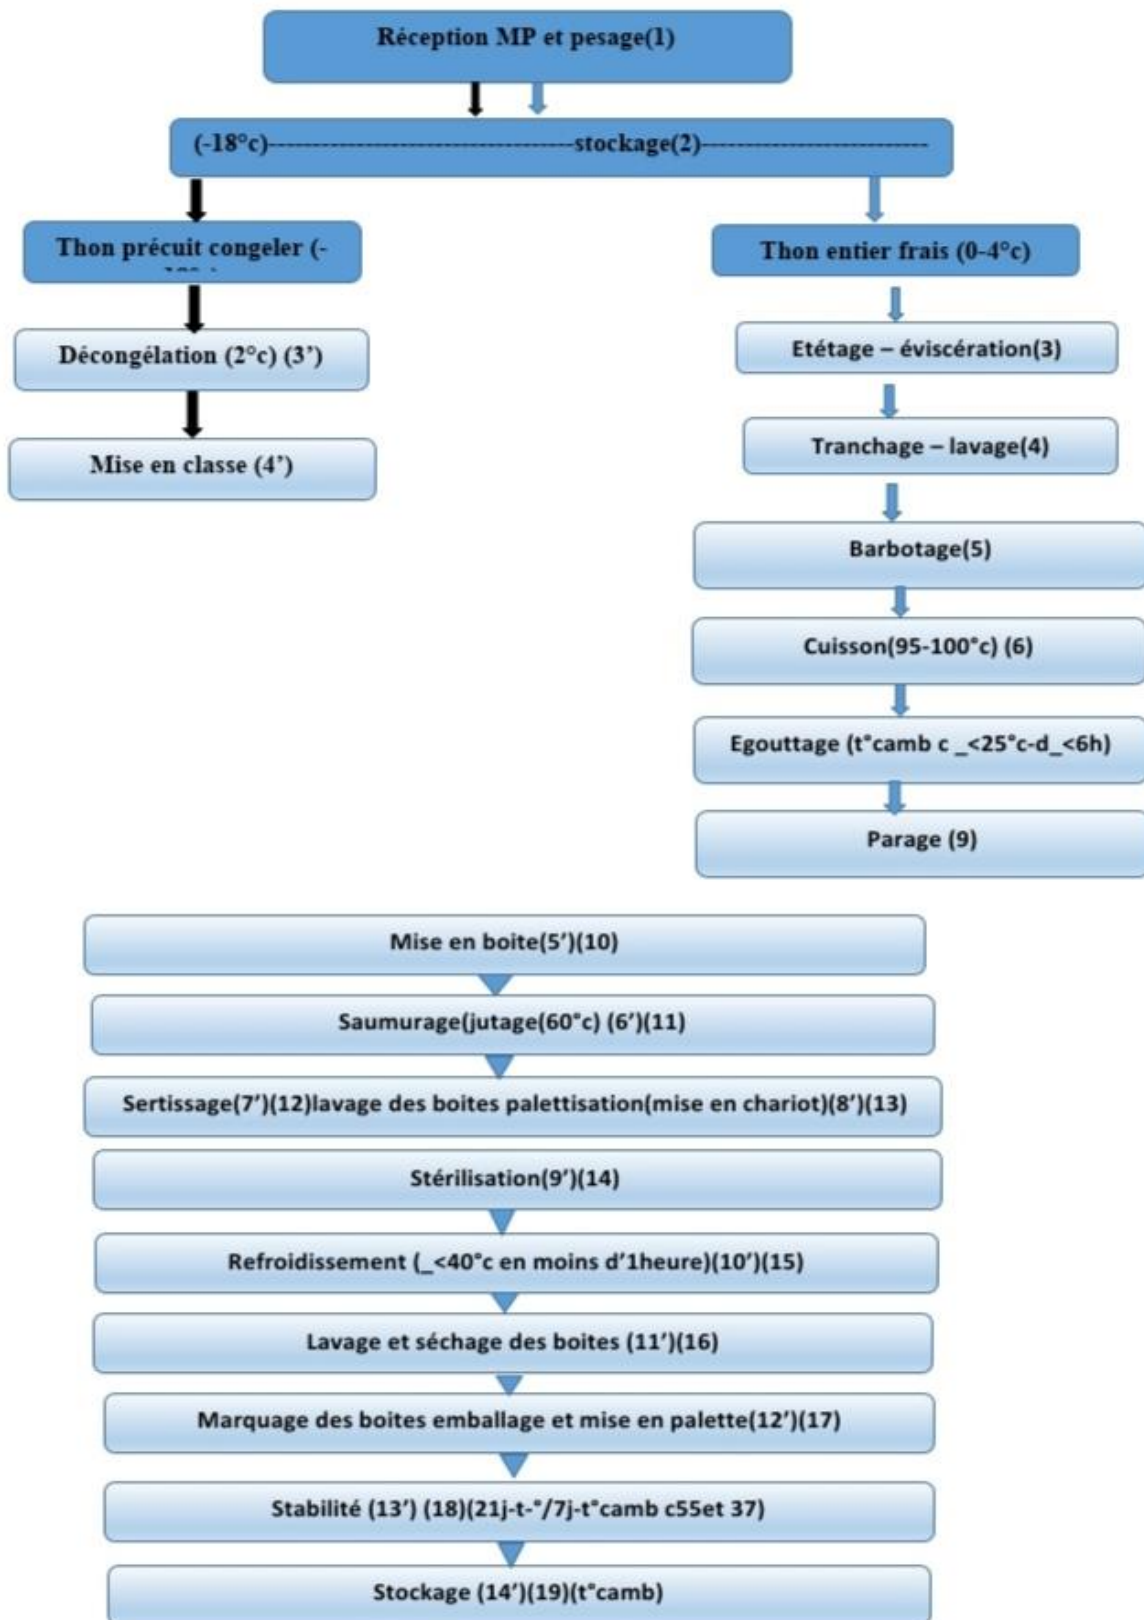 Réception MP et pesage(1)
(-18°c)-----------------------------------stockage(2)--------------------------
Thon précuit congeler (-
Thon entier frais (0-4°c)
Décongélation (2°c) (3’)
Etétage – éviscération(3)
Mise en classe (4’)
Tranchage – lavage(4)
Barbotage(5)
Cuisson(95-100°c) (6)
Egouttage (t°camb c _<25°c-d_<6h)
Parage (9)
Mise en boite(5’)(10)
Saumurage(jutage(60°c) (6’)(11)
Sertissage(7’)(12)lavage des boites palettisation(mise en chariot)(8’)(13)
Stérilisation(9’)(14)
Refroidissement (_<40°c en moins d’1heure)(10’)(15)
Lavage et séchage des boites (11’)(16)
Marquage des boites emballage et mise en palette(12’)(17)
Stabilité (13’) (18)(21j-t-°/7j-t°camb c55et 37)
Stockage (14’)(19)(t°camb)